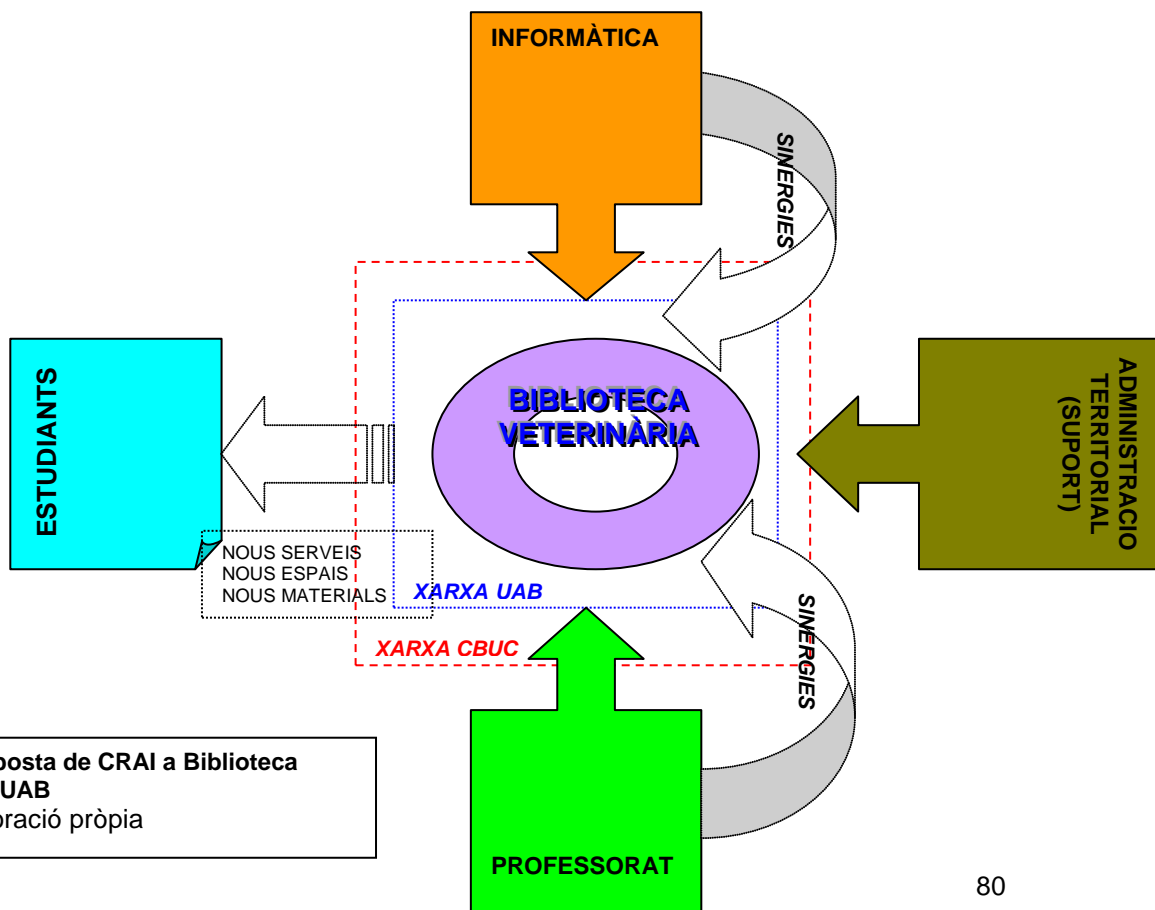 INFORMÀTICA
SINERGIES
ESTUDIANTS
BIBLIOTECA
VETERINÀRIA
ADMINISTRACIO
TERRITORIAL
(SUPORT)
NOUS SERVEIS
NOUS ESPAIS
NOUS MATERIALS
XARXA UAB
XARXA CBUC
SINERGIES
posta de CRAI a Biblioteca
UAB
oració pròpia
PROFESSORAT
80